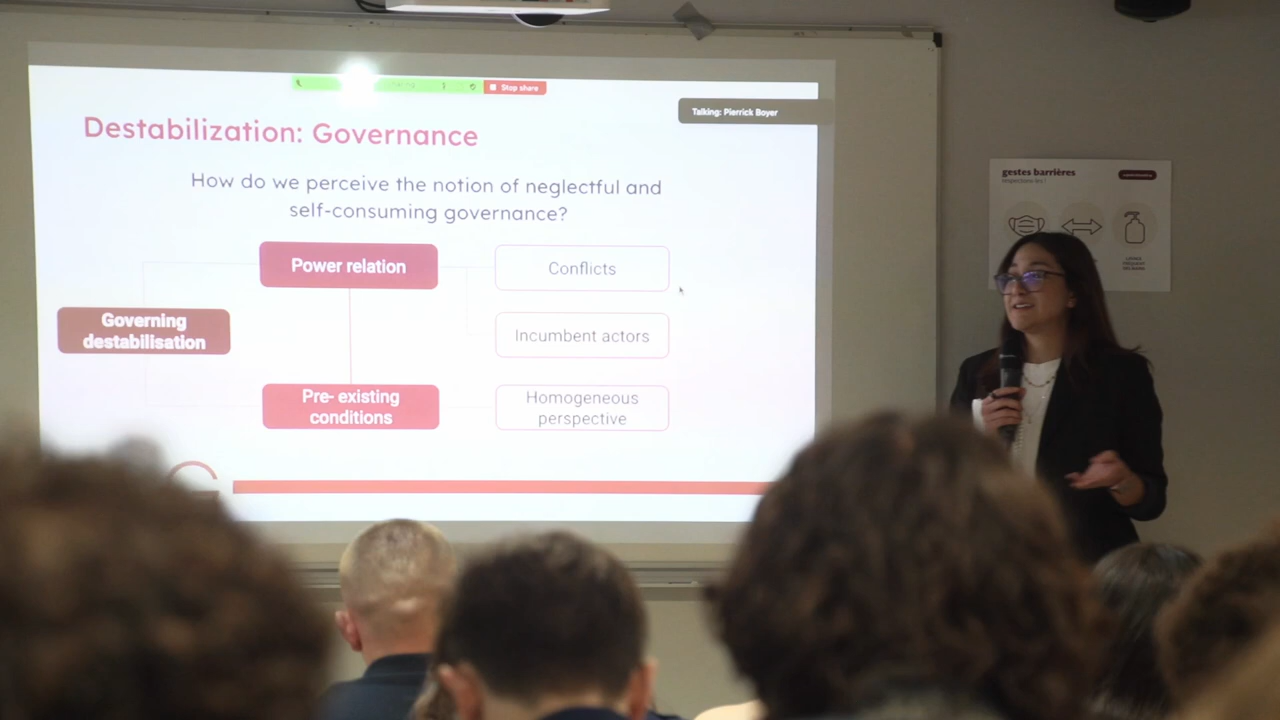 Stop share
Talking: Pierrick Boyer
Destabilization: Governance
How do we perceive the notion of neglectful and
self-consuming governance?
Power relation
Conflicts
Governing
destabilisation
Incumbent actors
Pre- existing
conditions
Homogeneous
perspective
gestes barrières